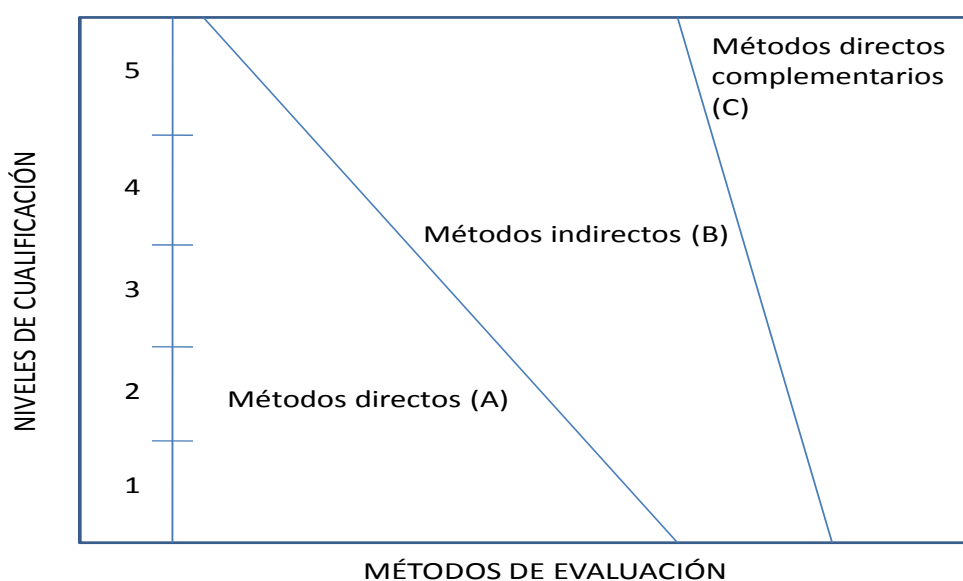 NIVELES DE CUALIFICACIÓN
5
4
3
2
1
Métodos directos
complementarios
(C)
Métodos indirectos (B)
Métodos directos (A)
MÉTODOS DE EVALUACIÓN